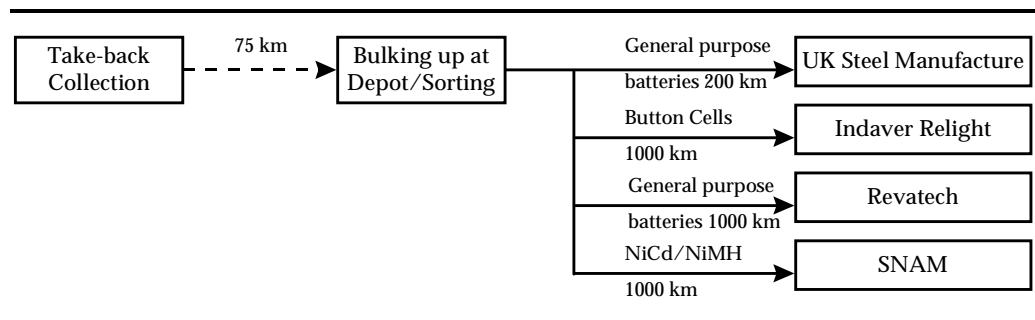 Take-back
Collection
75 km
Bulking up at
Depot/Sorting
General purpose
batteries 200 km
UK Steel Manufacture
Button Cells
1000 km
Indaver Relight
General purpose
batteries 1000 km
Revatech
NiCd/NiMH
1000 km
SNAM